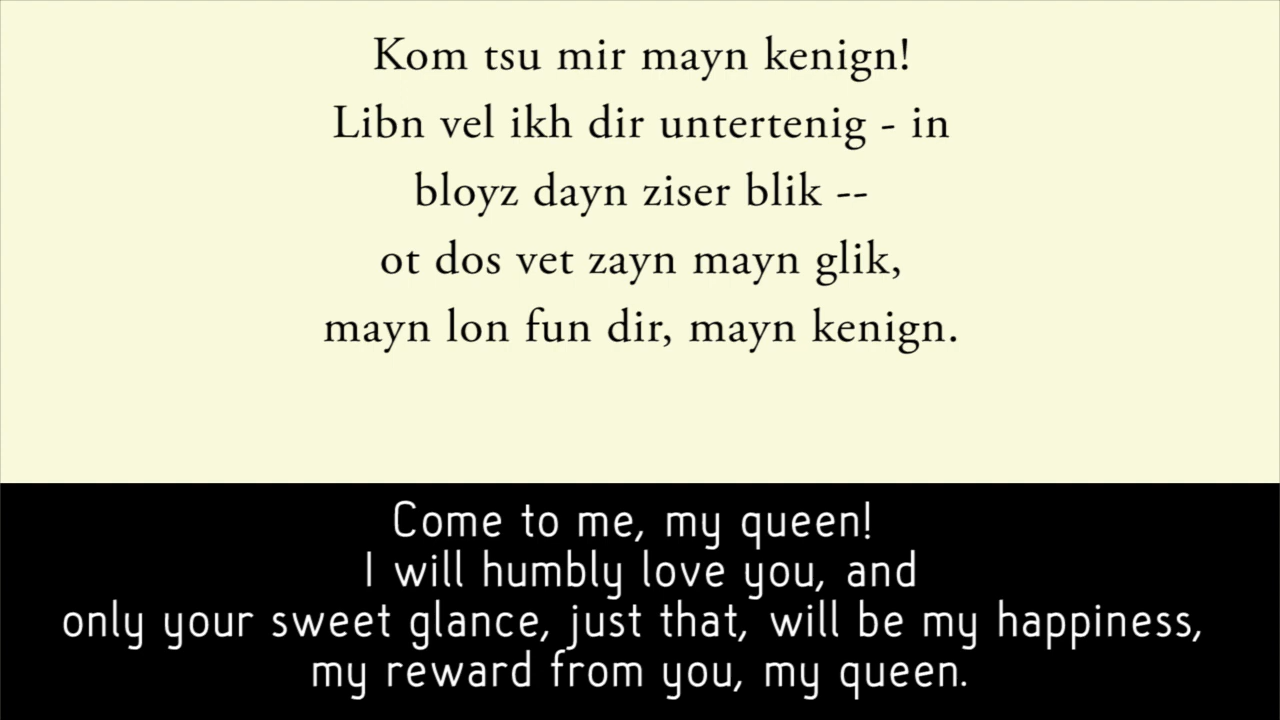 Kom tsu mir mayn kenign!
Libn vel ikh dir untertenig - in
bloyz dayn ziser blik --
ot dos vet zayn mayn glik,
mayn lon fun dir, mayn kenign.
Come to me, my queen!
I will humbly love you, and
only your sweet glance, just that, will be my happiness,
my reward from you, my queen.